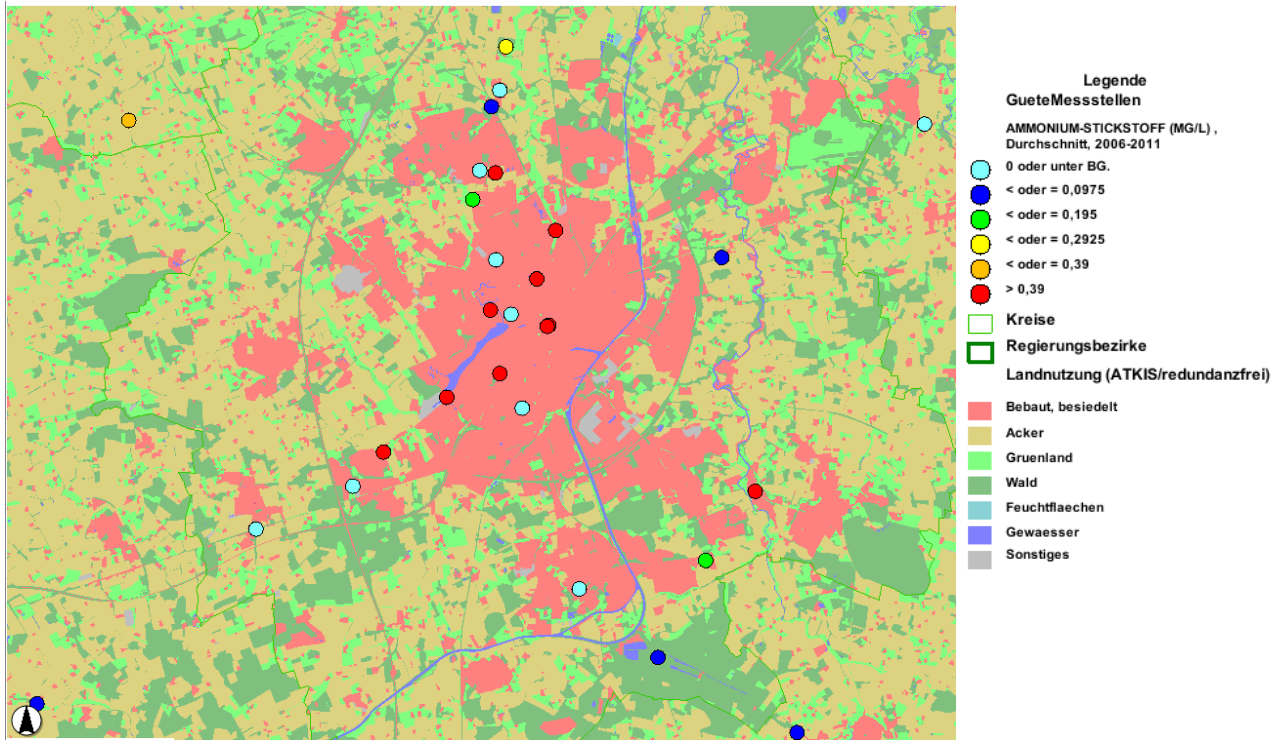 Legende
GueteMessstellen
AMMONIUM-STICKSTOFF (MG/L) ,
Durchschnitt, 2006-2011
0 oder unter BG.
< oder = 0,0975
< oder = 0,195
< oder = 0,2925
< oder = 0,39
> 0,39
Kreise
Regierungsbezirke
Landnutzung (ATKIS/redundanzfrei)
Bebaut, besiedelt
Acker
Gruenland
Wald
Feuchtflaechen
Gewaesser
Sonstiges